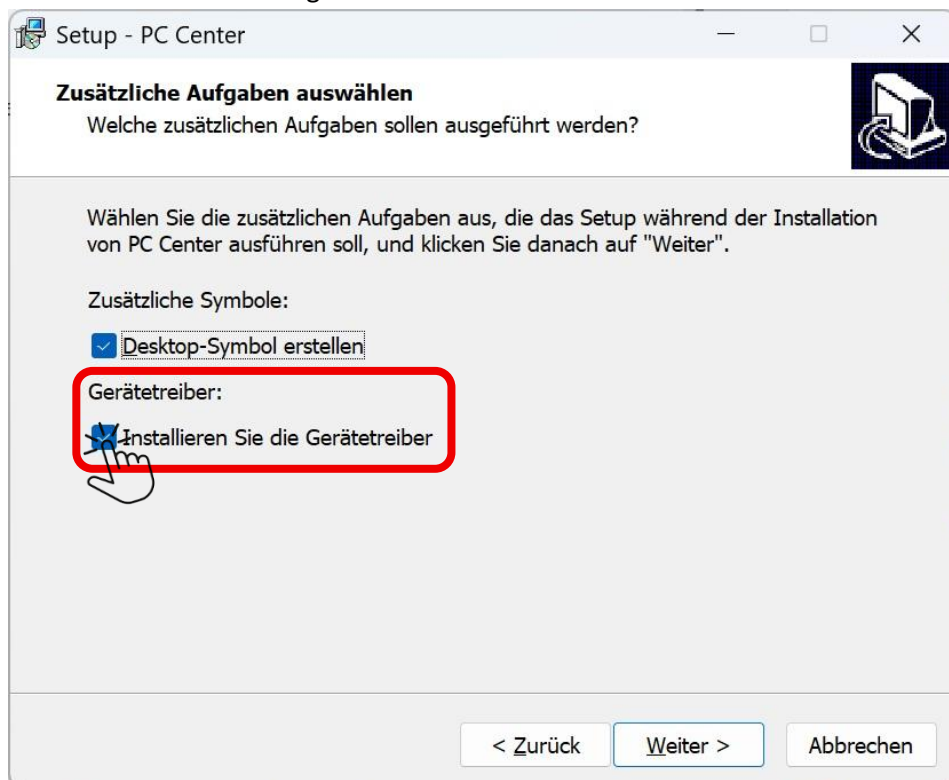 Setup - PC Center
Zusätzliche Aufgaben auswählen
Welche zusätzlichen Aufgaben sollen ausgeführt werden?
Wählen Sie die zusätzlichen Aufgaben aus, die das Setup während der Installation
von PC Center ausführen soll, und klicken Sie danach auf "Weiter".
Zusätzliche Symbole:
Desktop-Symbol erstellen
Gerätetreiber:
Installieren Sie die Gerätetreiber
< Zurück
Weiter >
Abbrechen